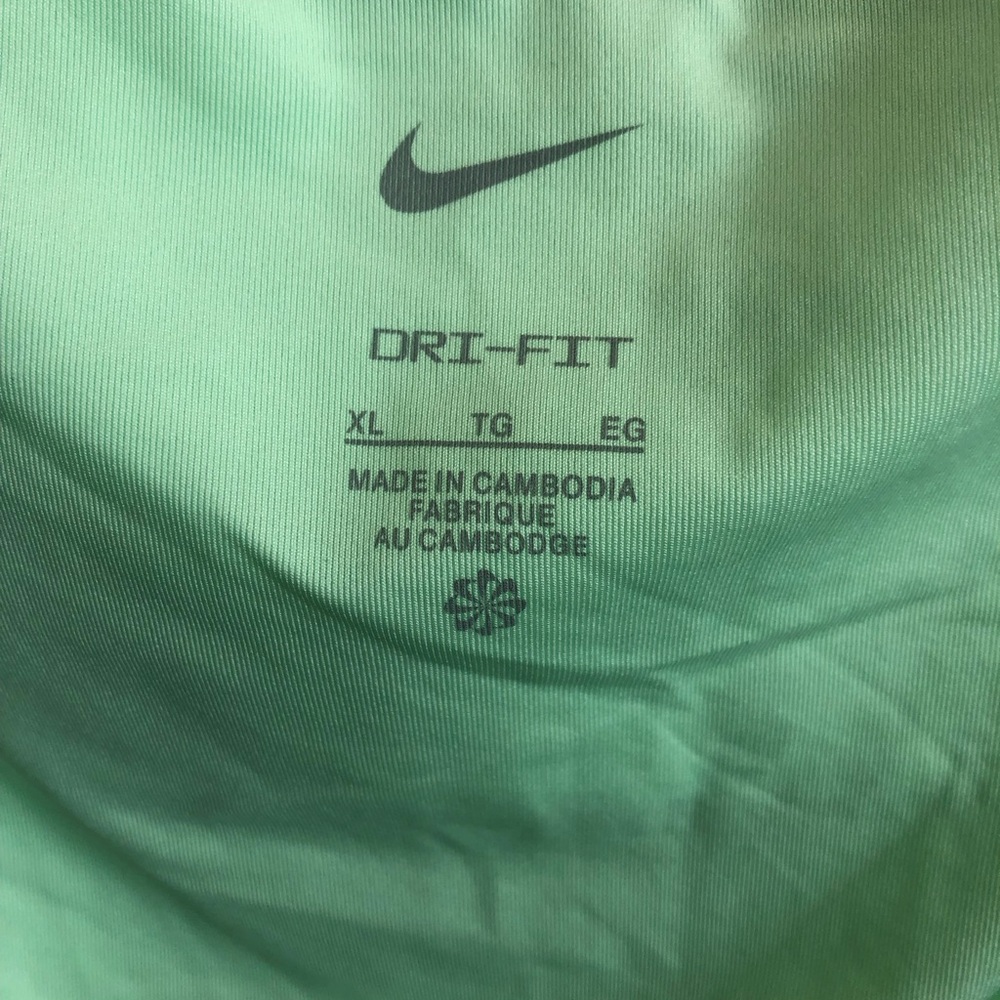 DRI-FIT
XL TG EG
MADE IN CAMBODIA
FABRIQUE
AU CAMBODGE